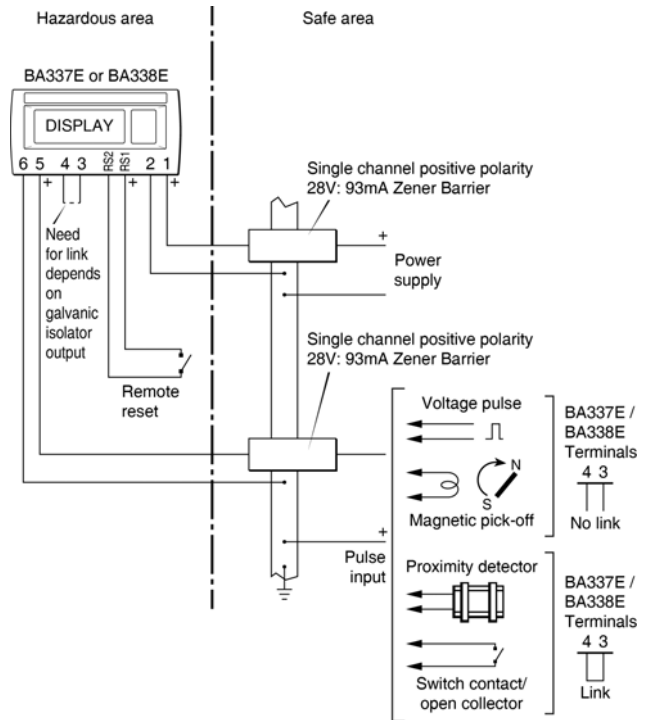 Hazardous area
Safe area
BA337E or BA338E
DISPLAY
6 5 4 3 RS2 RS1 2 1
+ + +
Need
for link
depends
on
galvanic
isolator
output
Remote
reset
Single channel positive polarity
28V: 93mA Zener Barrier
+
Power
supply
Single channel positive polarity
28V: 93mA Zener Barrier
+
Pulse
input
Voltage pulse
N
S
Magnetic pick-off
BA337E /
BA338E
Terminals
4 3
No link
Proximity detector
Switch contact/
open collector
BA337E /
BA338E
Terminals
4 3
Link